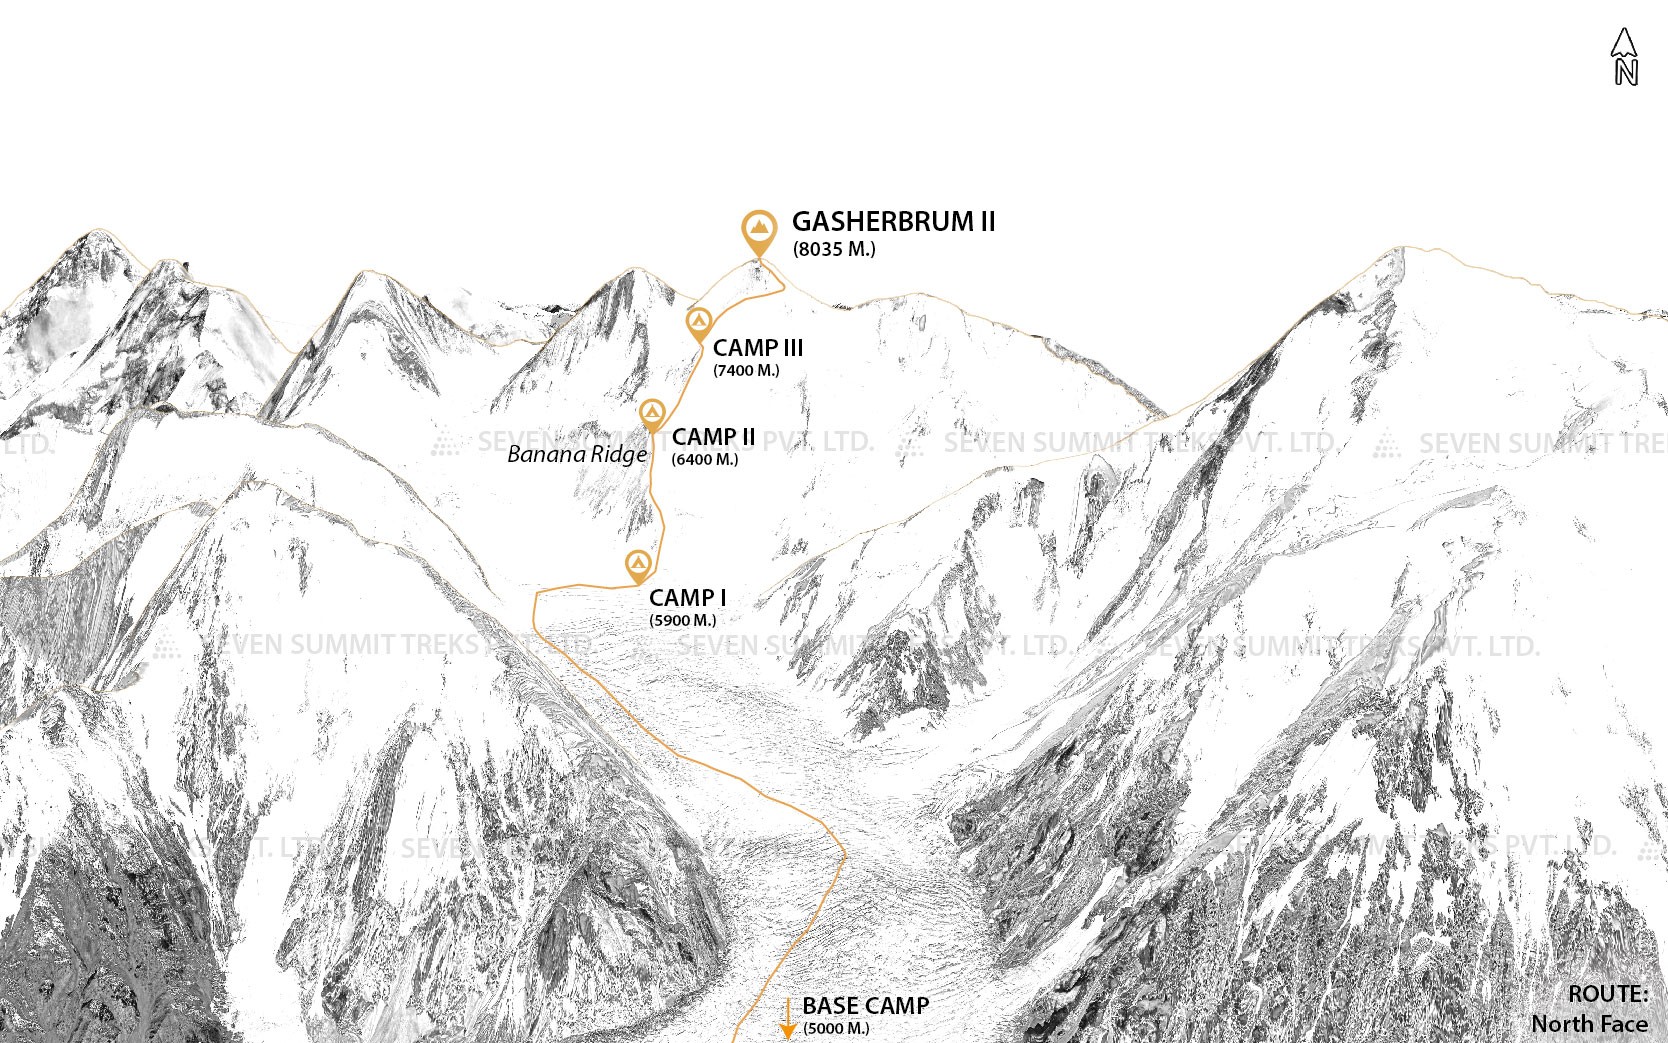 N
GASHERBRUM II
(8035 M.)
CAMP III
(7400 M.)
CAMP II
(6400 M.)
Banana Ridge
LTD.
SEVEN SUMMIT TREKS PVT. LTD.
SEVEN SUMMIT TREKS PVT. LTD.
SEVEN SUMMIT TREK
CAMP I
(5900 M.)
SEVEN SUMMIT TREKS PVT. LTD.
SEVEN SUMMIT TREKS PVT. LTD.
SEVEN SUMMIT TREKS PVT. LTD.
T. LTD.
SEVEN
SUMMIT TREKS PVT. LTD.
BASE CAMP
(5000 M.)
ROUTE:
North Face